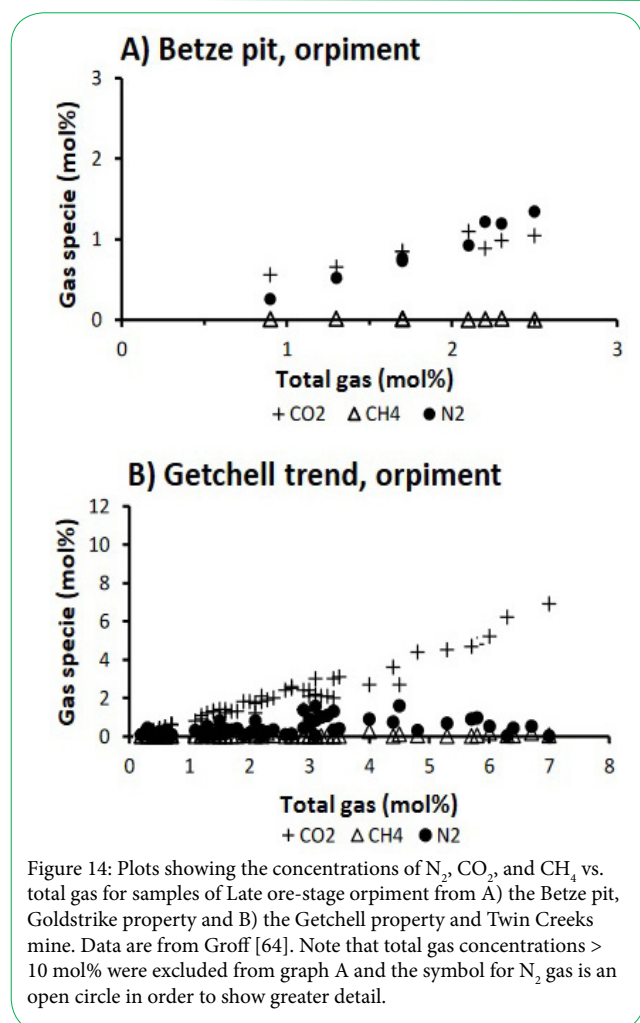 A) Betze pit, orpiment
Gas specie (mol%)
3
2
1
0
0 1 2 3
Total gas (mol%)
+ CO2 △ CH4 ● N2
B) Getchell trend, orpiment
Gas specie (mol%)
12
10
8
6
4
2
0
0 1 2 3 4 5 6 7 8
Total gas (mol%)
+ CO2 △ CH4 ● N2
Figure 14: Plots showing the concentrations of N₂, CO₂, and CH₄ vs.
total gas for samples of Late ore-stage orpiment from A) the Betze pit,
Goldstrike property and B) the Getchell property and Twin Creeks
mine. Data are from Groff [64]. Note that total gas concentrations >
10 mol% were excluded from graph A and the symbol for N₂ gas is an
open circle in order to show greater detail.